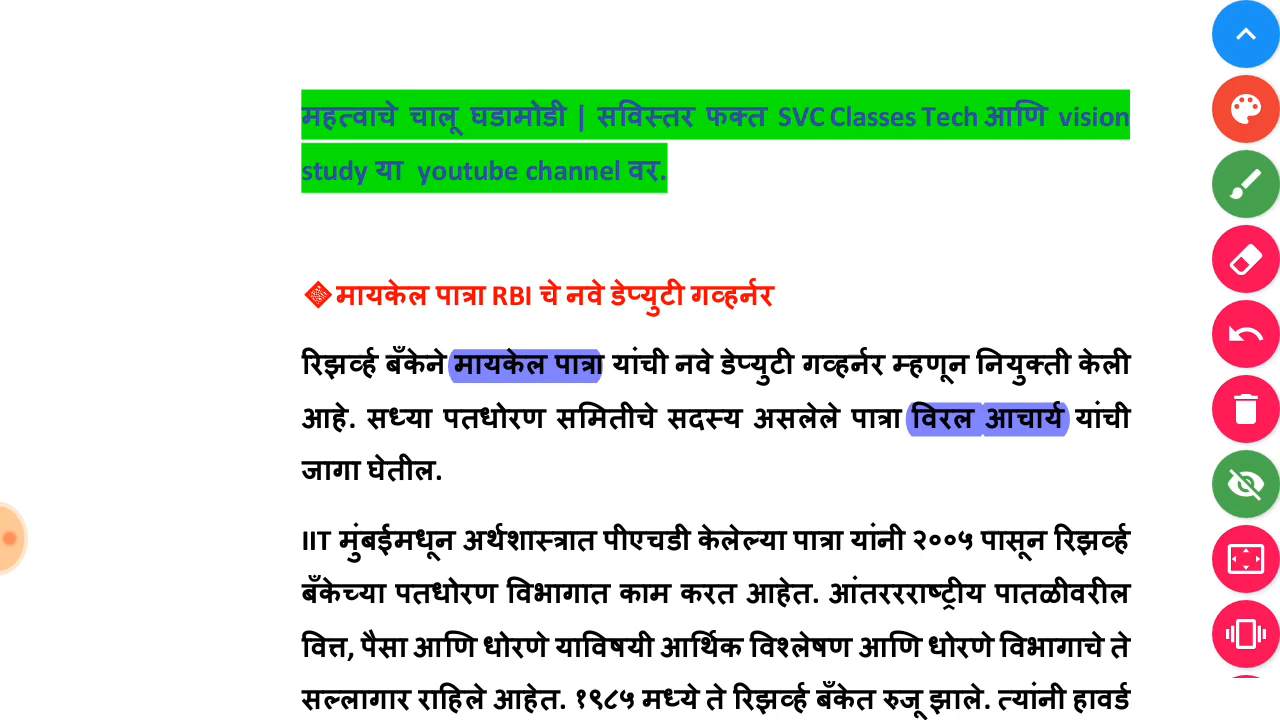 महत्वाचे चालू घडामोडी | सविस्तर फक्त SVC Classes Tech आणि vision
study या youtube channel वर.
मायकेल पात्रा RBI चे नवे डेप्युटी गव्हर्नर
रिझर्व्ह बँकेने मायकेल पात्रा यांची नवे डेप्युटी गव्हर्नर म्हणून नियुक्ती केली
आहे. सध्या पतधोरण समितीचे सदस्य असलेले पात्रा विरल आचार्य यांची
जागा घेतील.
IIT मुंबईमधून अर्थशास्त्रात पीएचडी केलेल्या पात्रा यांनी २००५ पासून रिझर्व्ह
बँकेच्या पतधोरण विभागात काम करत आहेत. आंतरराराष्ट्रीय पातळीवरील
वित्त, पैसा आणि धोरणे याविषयी आर्थिक विश्लेषण आणि धोरणे विभागाचे ते
सल्लागार राहिले आहेत. १९८५ मध्ये ते रिझर्व्ह बँकेत रुजू झाले. त्यांनी हावर्ड